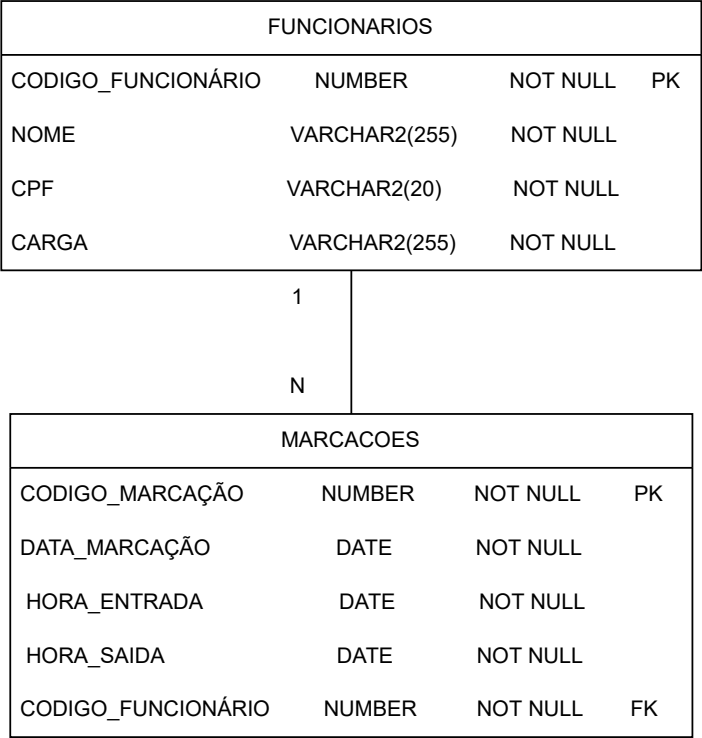 FUNCIONARIOS
CODIGO_FUNCIONÁRIO NUMBER NOT NULL PK
NOME VARCHAR2(255) NOT NULL
CPF VARCHAR2(20) NOT NULL
CARGA VARCHAR2(255) NOT NULL
1
N
MARCACOES
CODIGO_MARCAÇÃO NUMBER NOT NULL PK
DATA_MARCAÇÃO DATE NOT NULL
HORA_ENTRADA DATE NOT NULL
HORA_SAIDA DATE NOT NULL
CODIGO_FUNCIONÁRIO NUMBER NOT NULL FK